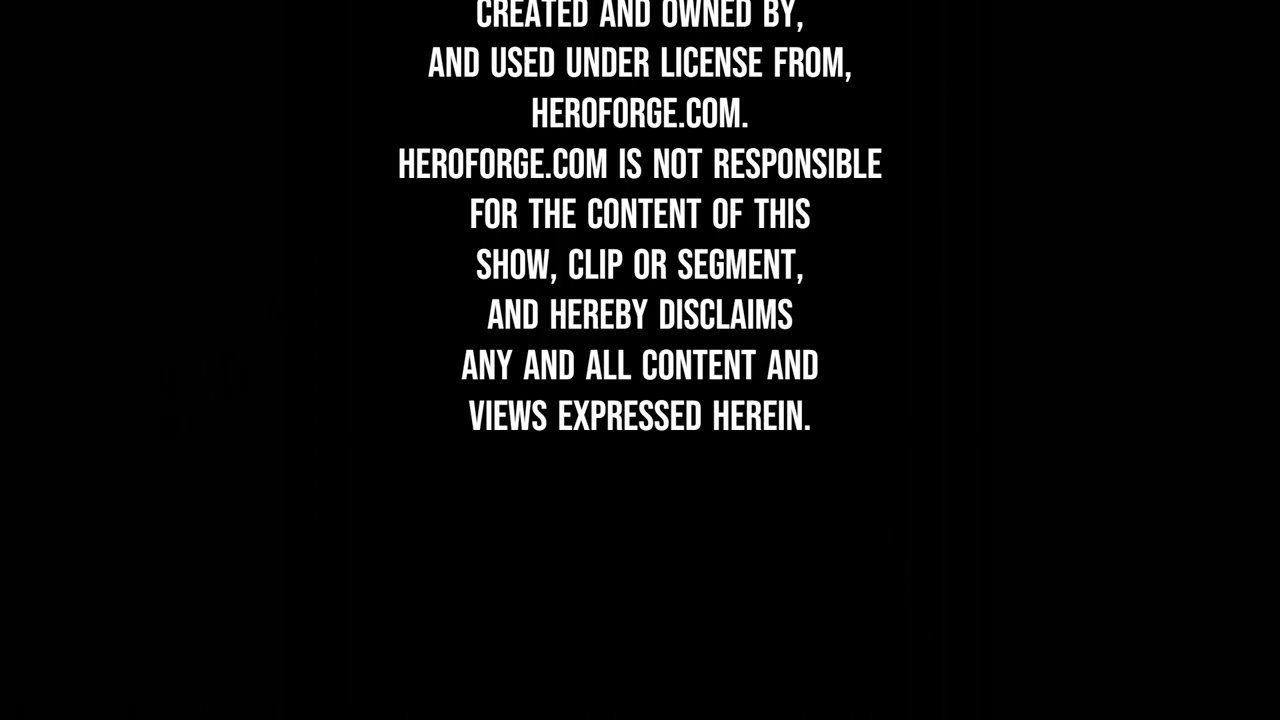 CREATED AND OWNED BY,
AND USED UNDER LICENSE FROM,
HEROFORGE.COM.
HEROFORGE.COM IS NOT RESPONSIBLE
FOR THE CONTENT OF THIS
SHOW, CLIP OR SEGMENT,
AND HEREBY DISCLAIMS
ANY AND ALL CONTENT AND
VIEWS EXPRESSED HEREIN.